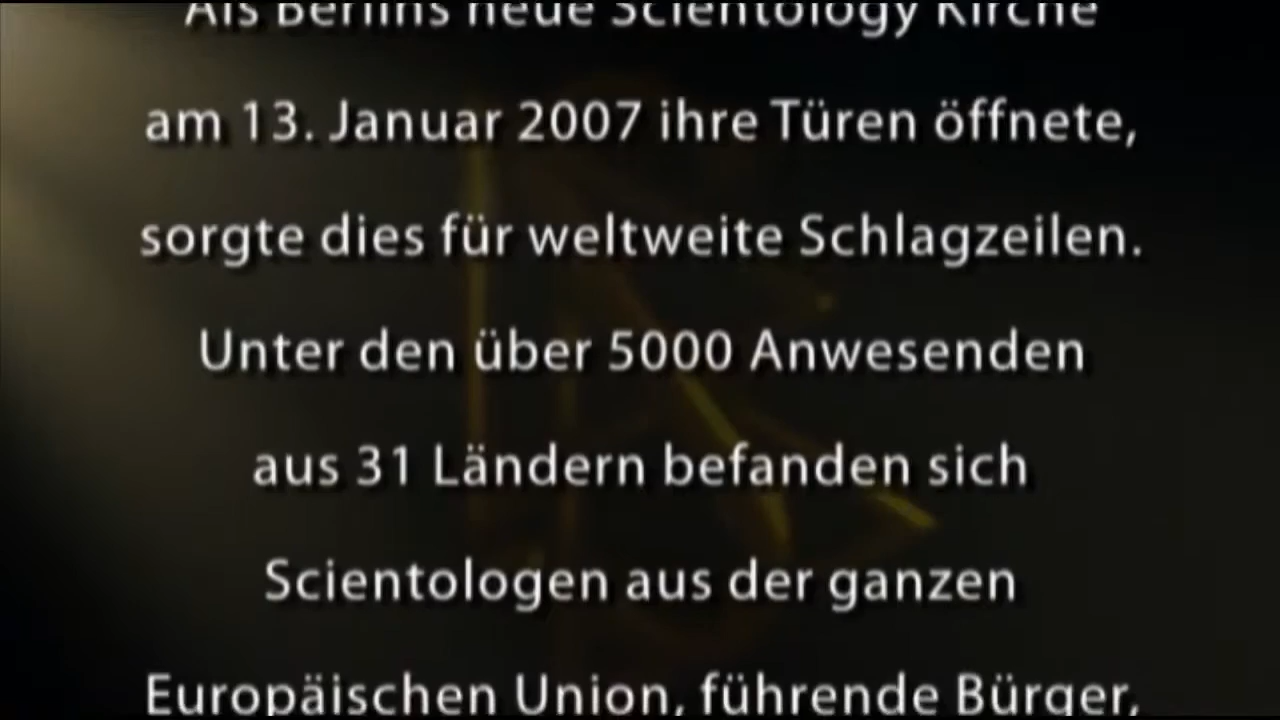 Als Berlins neue Scientology Kirche
am 13. Januar 2007 ihre Türen öffnete,
sorgte dies für weltweite Schlagzeilen.
Unter den über 5000 Anwesenden
aus 31 Ländern befanden sich
Scientologen aus der ganzen
Europäischen Union, führende Bürger,